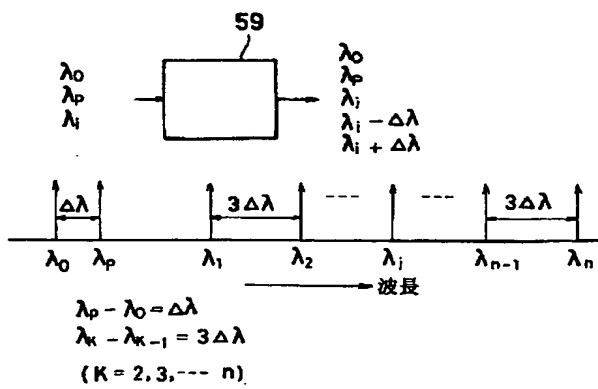 59
λ0
λP
λi
λ0
λP
λi
λi − Δλ
λi + Δλ
Δλ
3Δλ
----
----
3Δλ
λ0 λP λ1 λ2 λi λn-1 λn
波長
λP − λ0 = Δλ
λK − λK-1 = 3Δλ
(K = 2, 3, ---- n)